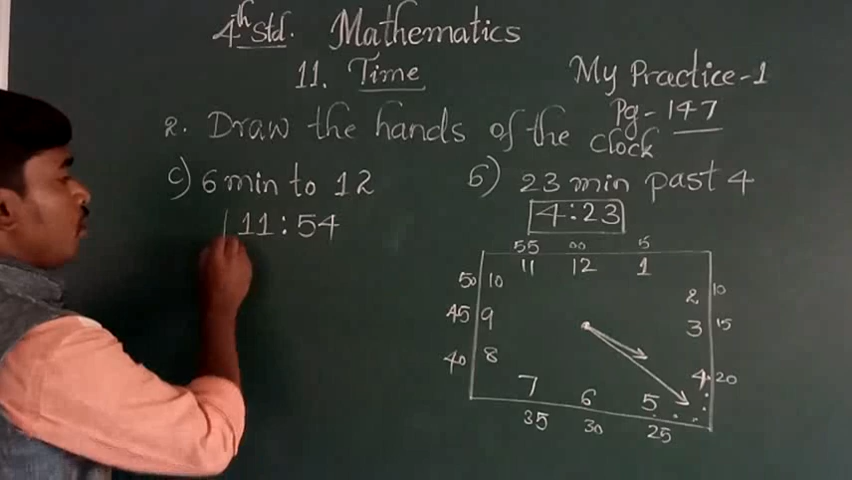 4th Std. Mathematics
11. Time
My Practice-1
Pg- 147
2. Draw the hands of the clock
c) 6 min to 12
11:54
b) 23 min past 4
4:23
55 00 5
11 12 1
50 10 2 10
45 9 3 15
40 8 4 20
7 6 5
35 30 25